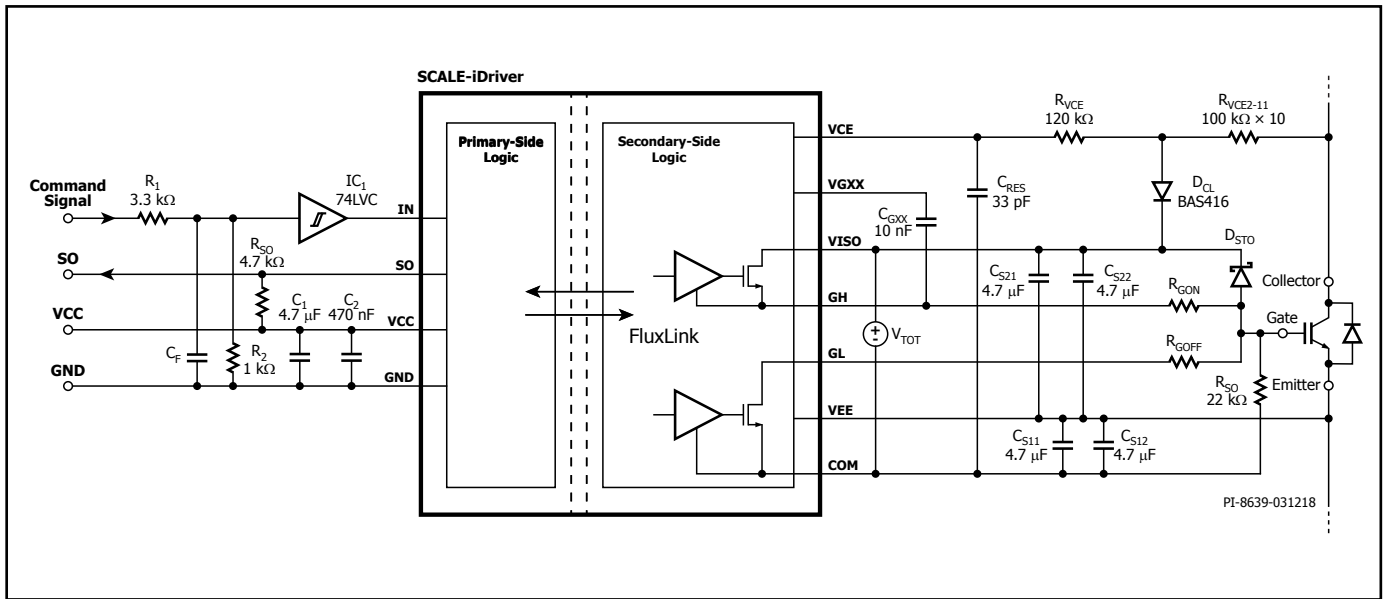 SCALE-iDriver
Primary-Side
Logic
Secondary-Side
Logic
FluxLink
Command
Signal
R1
3.3 kΩ
IC1
74LVC
IN
SO
RSO
4.7 kΩ
SO
VCC
C1
4.7 μF
C2
470 nF
VCC
CF
R2
1 kΩ
GND
GND
VCE
RVCE
120 kΩ
RVCE2-11
100 kΩ × 10
VGXX
CRES
33 pF
DCL
BAS416
CGXX
10 nF
VISO
DSTO
CS21
4.7 μF
CS22
4.7 μF
RGON
Collector
GH
VTOT
Gate
GL
RGOFF
RSO
22 kΩ
Emitter
VEE
CS11
4.7 μF
CS12
4.7 μF
COM
PI-8639-031218